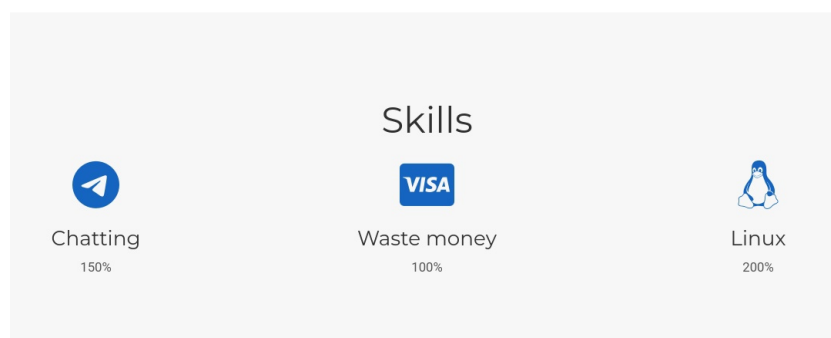 Skills
VISA
Chatting
Waste money
Linux
150%
100%
200%